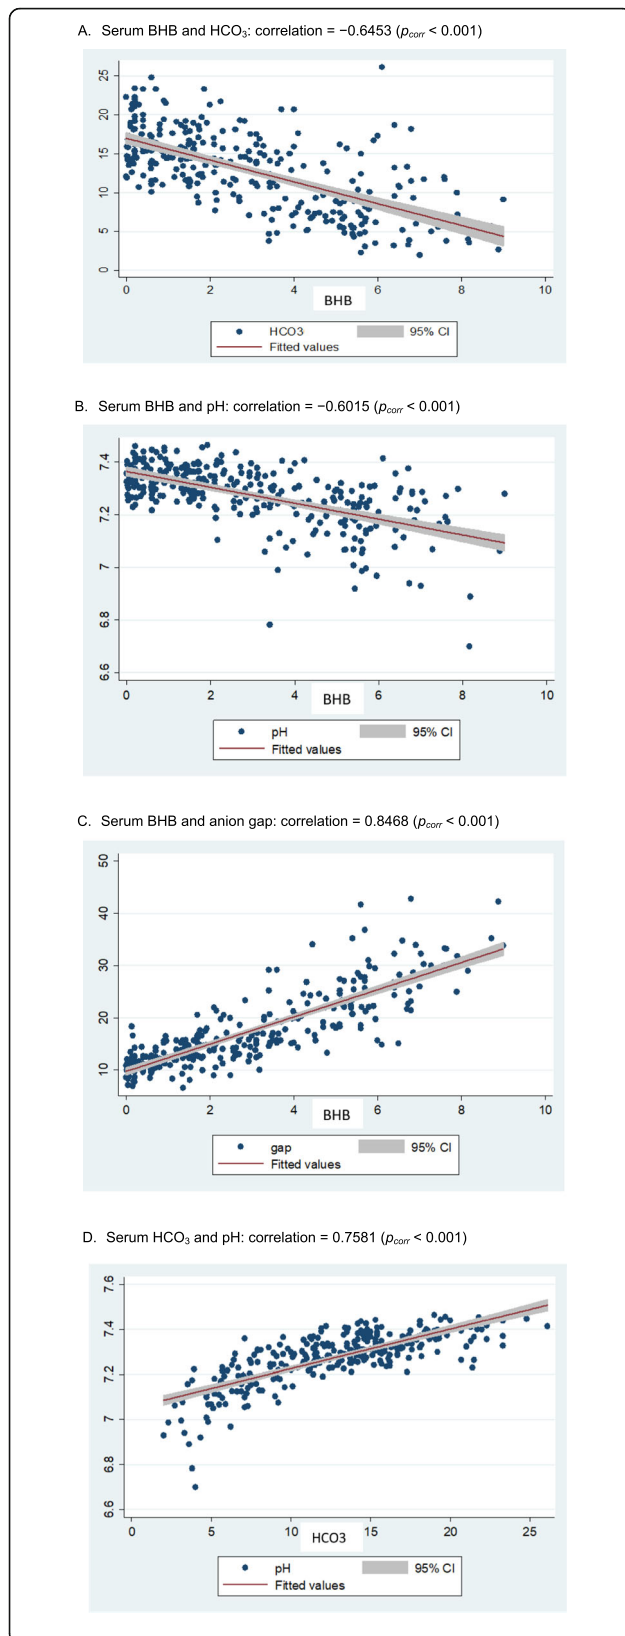 A. Serum BHB and HCO₃: correlation = −0.6453 (pcorr < 0.001)
25
20
15
10
5
0
0 2 4 6 8 10
BHB
HCO3 95% CI
Fitted values
B. Serum BHB and pH: correlation = −0.6015 (pcorr < 0.001)
7.4
7.2
7
6.8
6.6
0 2 4 6 8 10
BHB
pH 95% CI
Fitted values
C. Serum BHB and anion gap: correlation = 0.8468 (pcorr < 0.001)
50
40
30
20
10
0 2 4 6 8 10
BHB
gap 95% CI
Fitted values
D. Serum HCO₃ and pH: correlation = 0.7581 (pcorr < 0.001)
7.6
7.4
7.2
7
6.8
6.6
0 5 10 15 20 25
HCO3
pH 95% CI
Fitted values